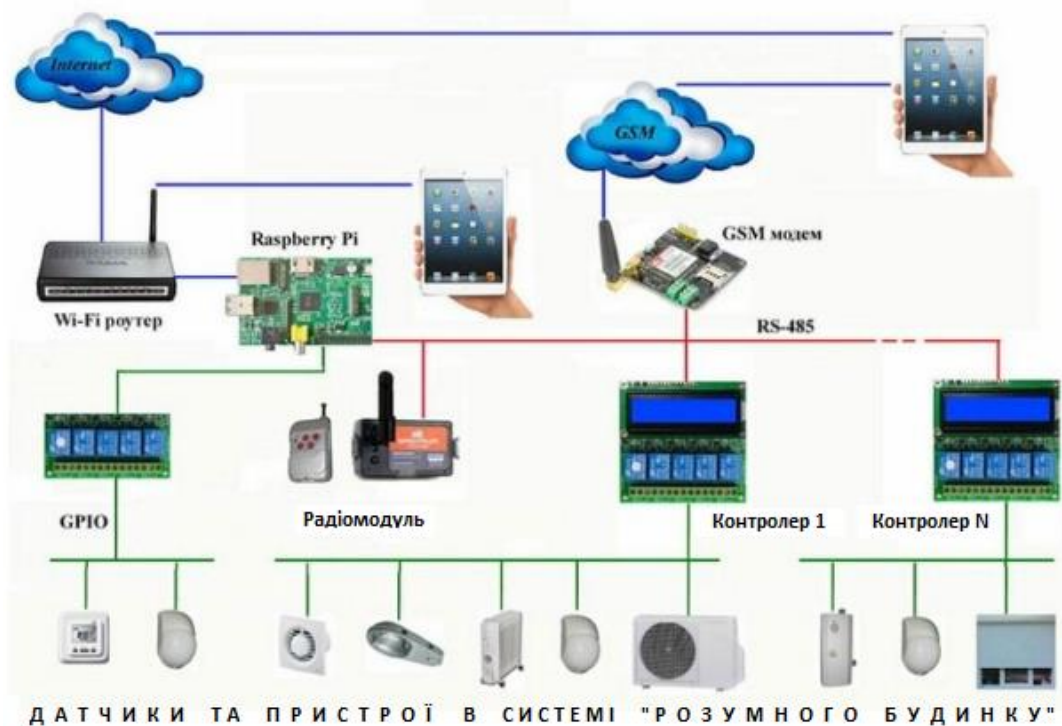 Internet
GSM
Raspberry Pi
GSM модем
Wi-Fi роутер
RS-485
GPIO
Радіомодуль
Контролер 1
Контролер N
ДАТЧИКИ ТА ПРИСТРОЇ В СИСТЕМІ "РОЗУМНОГО БУДИНКУ"